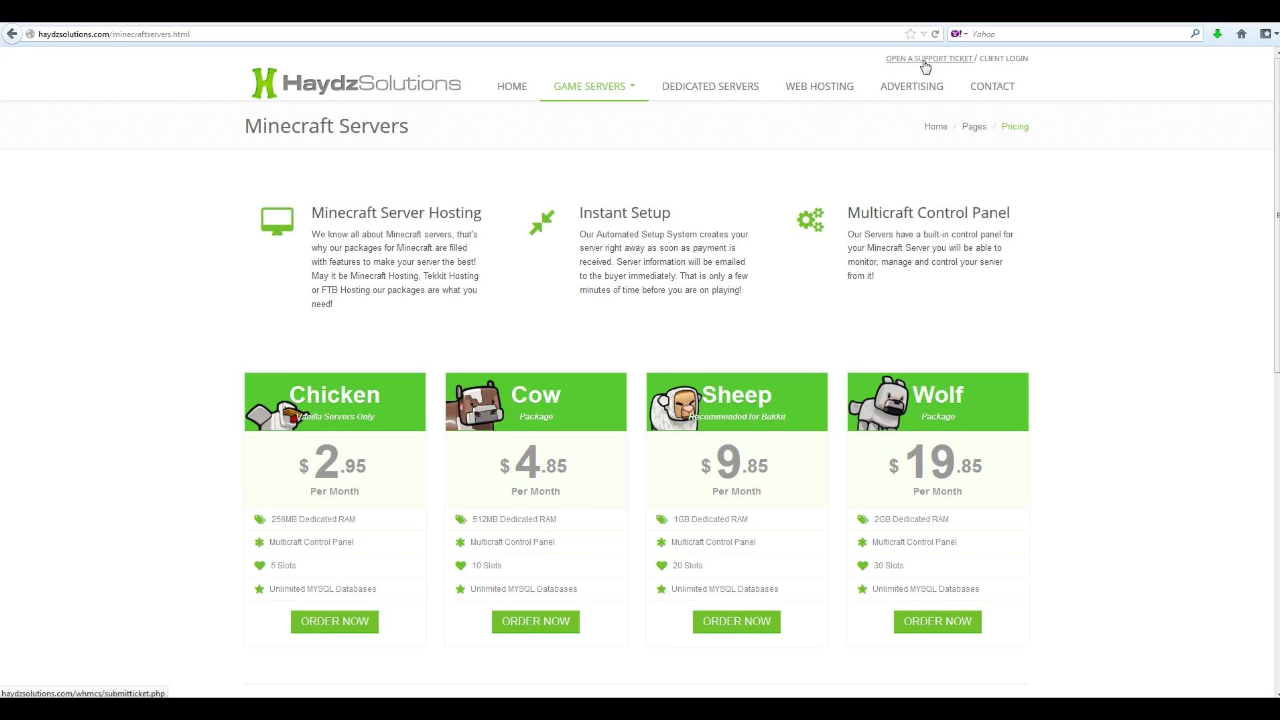 haydzsolutions.com/minecraftservers.html
Yahoo
OPEN A SUPPORT TICKET / CLIENT LOGIN
HaydzSolutions
HOME GAME SERVERS DEDICATED SERVERS WEB HOSTING ADVERTISING CONTACT
Minecraft Servers
Home / Pages / Pricing
Minecraft Server Hosting
We know all about Minecraft servers, that's
why our packages for Minecraft are filled
with features to make your server the best!
May it be Minecraft Hosting, Tekkit Hosting
or FTB Hosting our packages are what you
need!
Instant Setup
Our Automated Setup System creates your
server right away as soon as payment is
received. Server information will be emailed
to the buyer immediately. That is only a few
minutes of time before you are on playing!
Multicraft Control Panel
Our Servers have a built-in control panel for
your Minecraft Server you will be able to
monitor, manage and control your server
from it!
Chicken
Vanilla Servers Only
$ 2.95
Per Month
256MB Dedicated RAM
Multicraft Control Panel
5 Slots
Unlimited MYSQL Databases
ORDER NOW
Cow
Package
$ 4.85
Per Month
512MB Dedicated RAM
Multicraft Control Panel
10 Slots
Unlimited MYSQL Databases
ORDER NOW
Sheep
Recommended for Bukkit
$ 9.85
Per Month
1GB Dedicated RAM
Multicraft Control Panel
20 Slots
Unlimited MYSQL Databases
ORDER NOW
Wolf
Package
$ 19.85
Per Month
2GB Dedicated RAM
Multicraft Control Panel
30 Slots
Unlimited MYSQL Databases
ORDER NOW
haydzsolutions.com/whmcs/submitticket.php